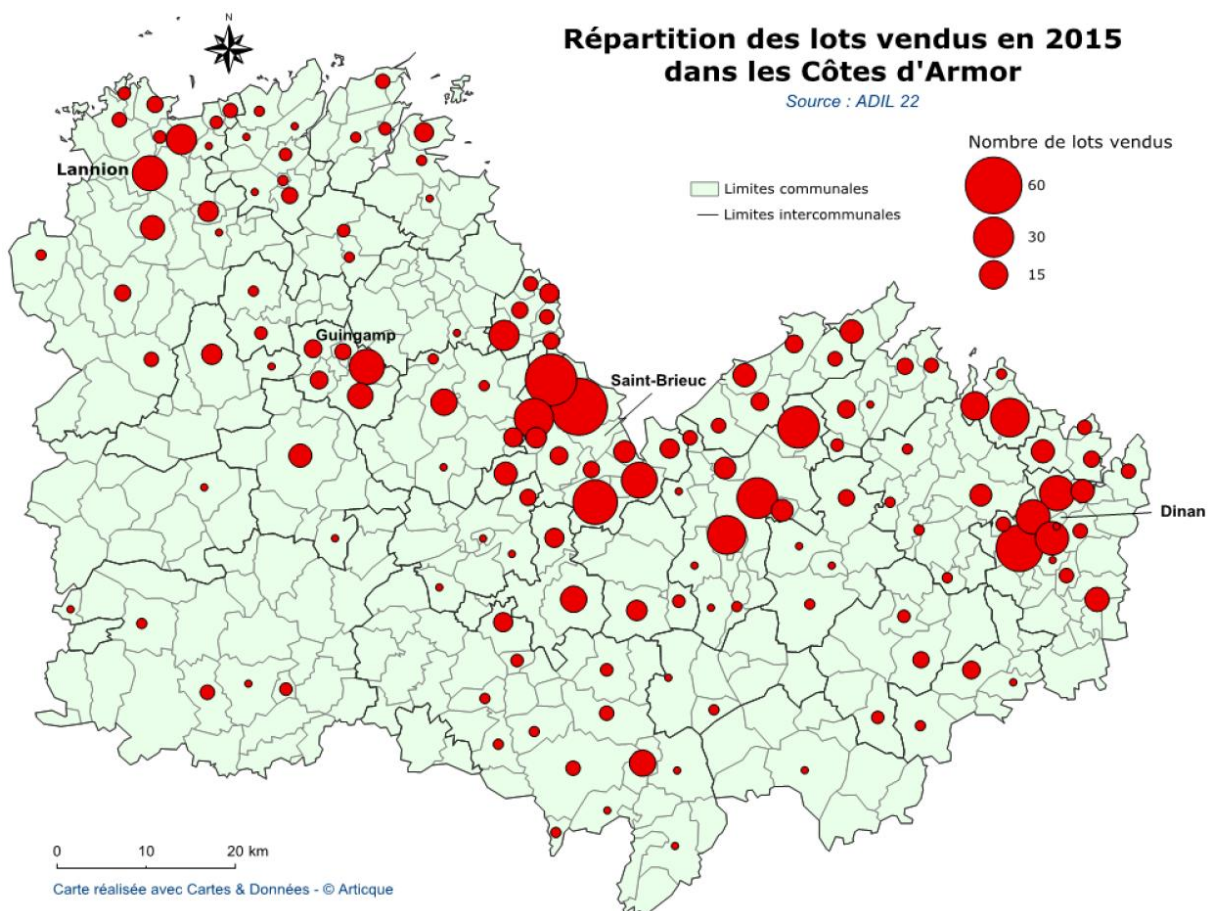 N
Répartition des lots vendus en 2015
dans les Côtes d'Armor
Source : ADIL 22
Nombre de lots vendus
60
30
15
Limites communales
Limites intercommunales
Lannion
Guingamp
Saint-Brieuc
Dinan
0 10 20 km
Carte réalisée avec Cartes & Données - © Articque